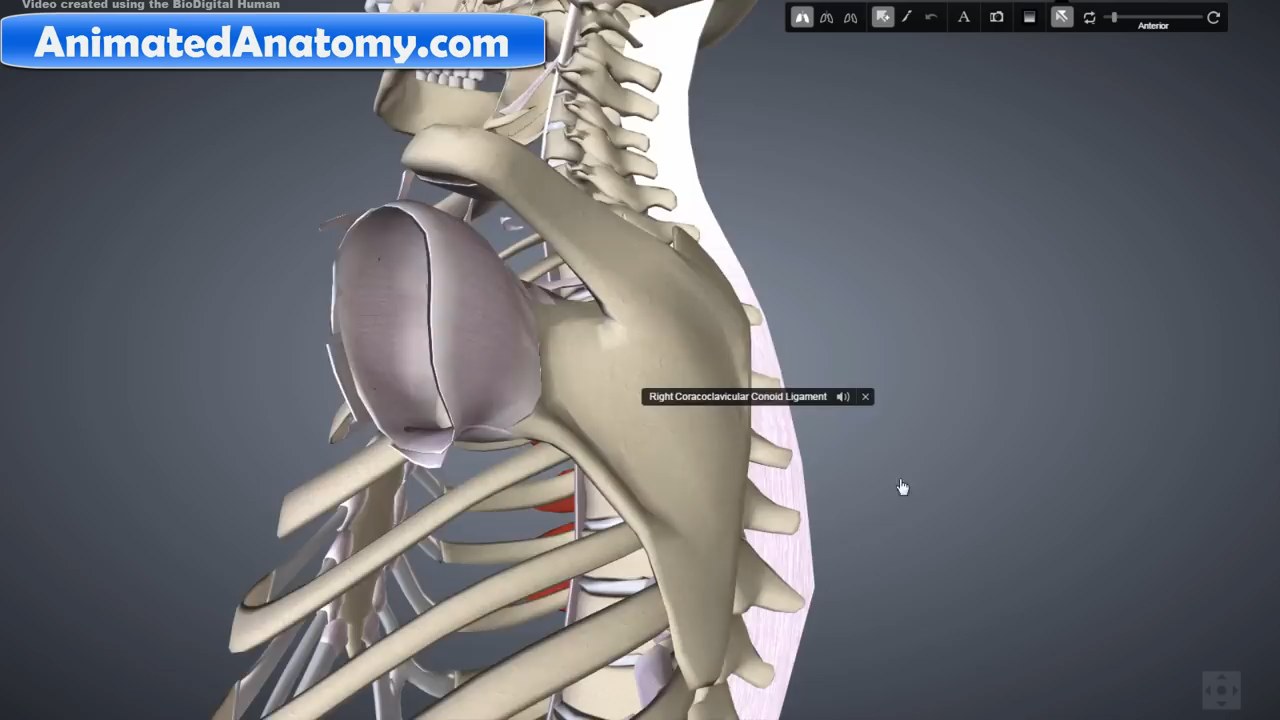 Video created using the BioDigital Human
AnimatedAnatomy.com
A
Anterior
Right Coracoclavicular Conoid Ligament